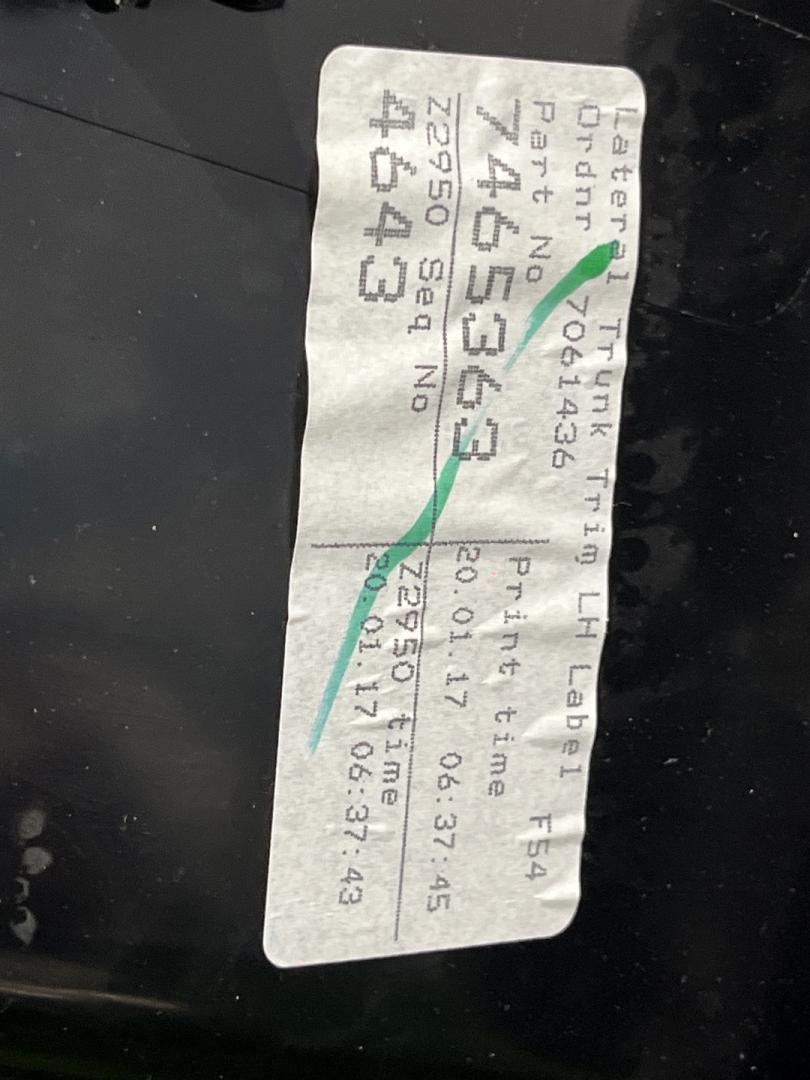 Lateral Trunk Trim LH Label
Ordnr 7061436 F54
Part No Print time
7465363 20.01.17 06:37:45
Z2950 Seq No Z2950 time
4643 20.01.17 06:37:43